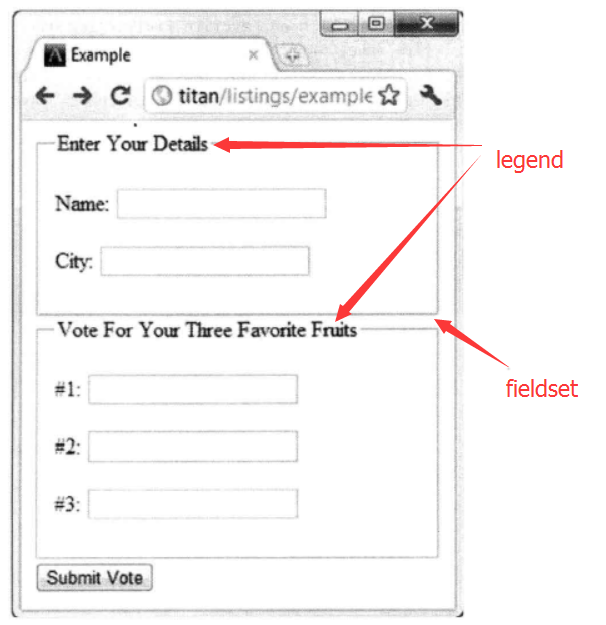 Example
titan/listings/example
Enter Your Details
legend
Name:
City:
Vote For Your Three Favorite Fruits
fieldset
#1:
#2:
#3:
Submit Vote